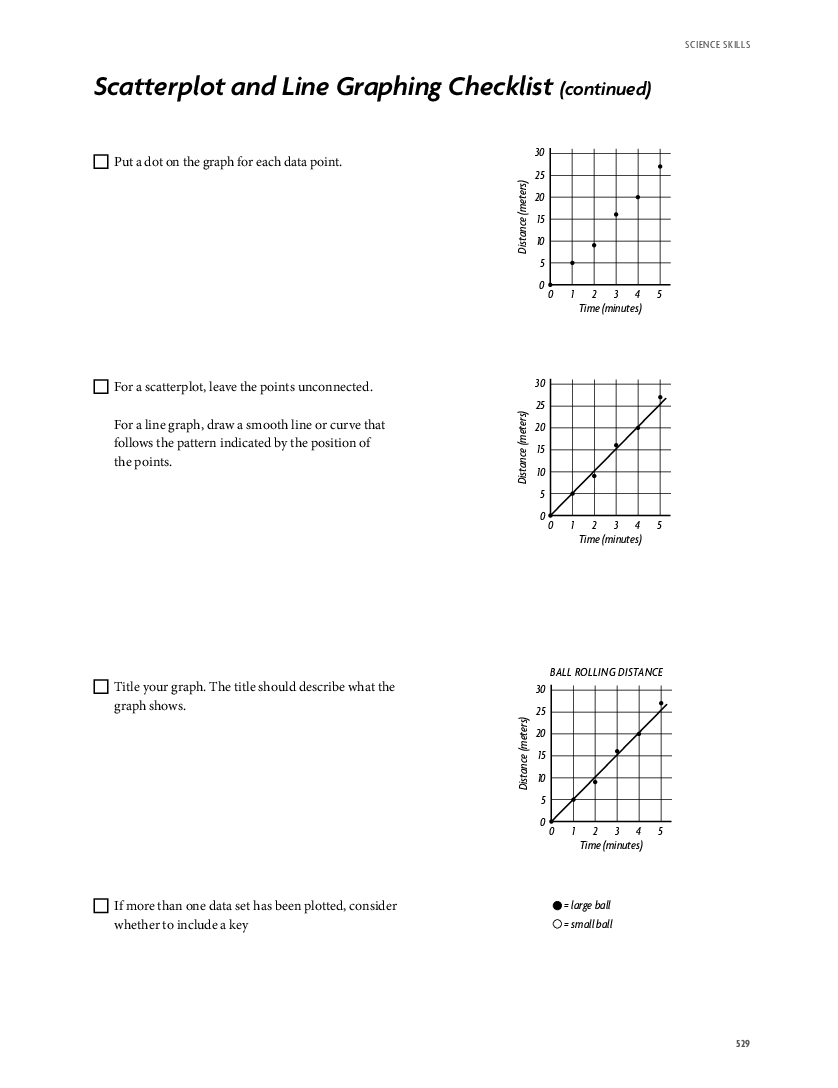 SCIENCE SKILLS
Scatterplot and Line Graphing Checklist (continued)
Put a dot on the graph for each data point.
30
25
20
15
10
5
0
Distance (meters)
0 1 2 3 4 5
Time (minutes)
For a scatterplot, leave the points unconnected.
For a line graph, draw a smooth line or curve that
follows the pattern indicated by the position of
the points.
30
25
20
15
10
5
0
Distance (meters)
0 1 2 3 4 5
Time (minutes)
Title your graph. The title should describe what the
graph shows.
BALL ROLLING DISTANCE
30
25
20
15
10
5
0
Distance (meters)
0 1 2 3 4 5
Time (minutes)
If more than one data set has been plotted, consider
whether to include a key
= large ball
= small ball
529